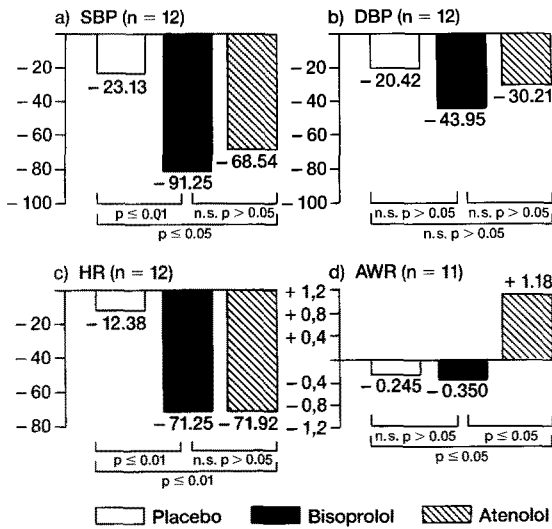 a) SBP (n = 12)
− 20
− 40
− 60
− 80
− 100
− 23.13
− 91.25
− 68.54
p ≤ 0.01
n.s. p > 0.05
p ≤ 0.05
b) DBP (n = 12)
− 20
− 40
− 60
− 80
− 100
− 20.42
− 43.95
− 30.21
n.s. p > 0.05
n.s. p > 0.05
n.s. p > 0.05
c) HR (n = 12)
− 20
− 40
− 60
− 80
− 12.38
− 71.25
− 71.92
p ≤ 0.01
n.s. p > 0.05
p ≤ 0.01
d) AWR (n = 11)
+ 1,2
+ 0,8
+ 0,4
− 0,4
− 0,8
− 1,2
+ 1.18
− 0.245
− 0.350
n.s. p > 0.05
p ≤ 0.05
p ≤ 0.05
Placebo Bisoprolol Atenolol